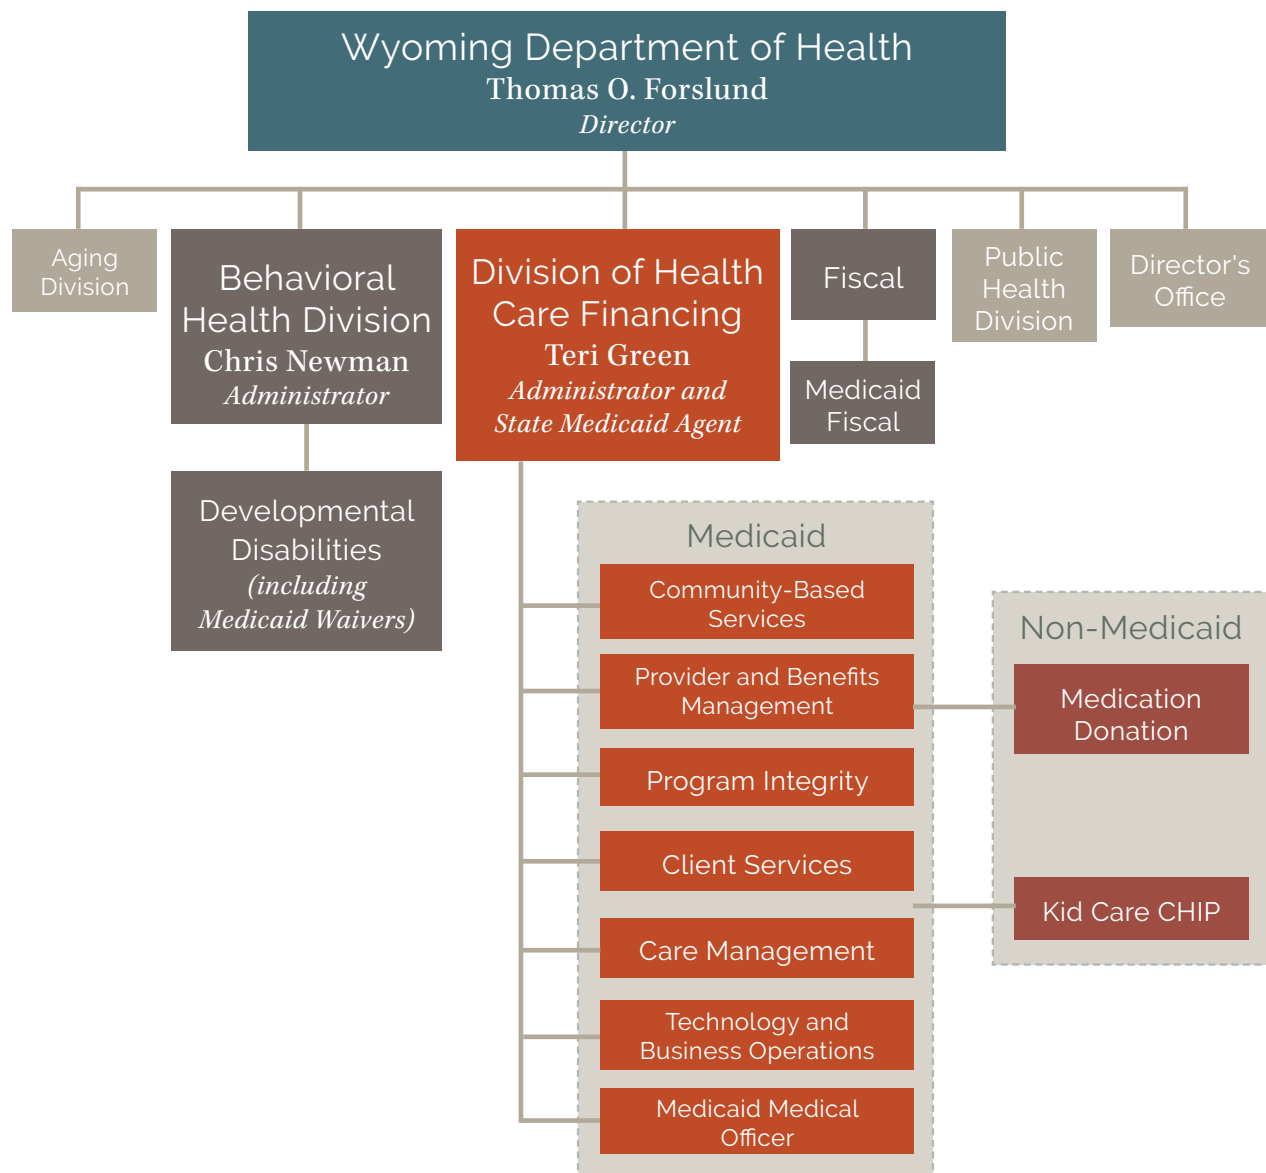 Wyoming Department of Health
Thomas O. Forslund
Director
Aging
Division
Behavioral
Health Division
Chris Newman
Administrator
Division of Health
Care Financing
Teri Green
Administrator and
State Medicaid Agent
Fiscal
Public
Health
Division
Director's
Office
Medicaid
Fiscal
Developmental
Disabilities
(including
Medicaid Waivers)
Medicaid
Community-Based
Services
Provider and Benefits
Management
Program Integrity
Client Services
Care Management
Technology and
Business Operations
Medicaid Medical
Officer
Non-Medicaid
Medication
Donation
Kid Care CHIP